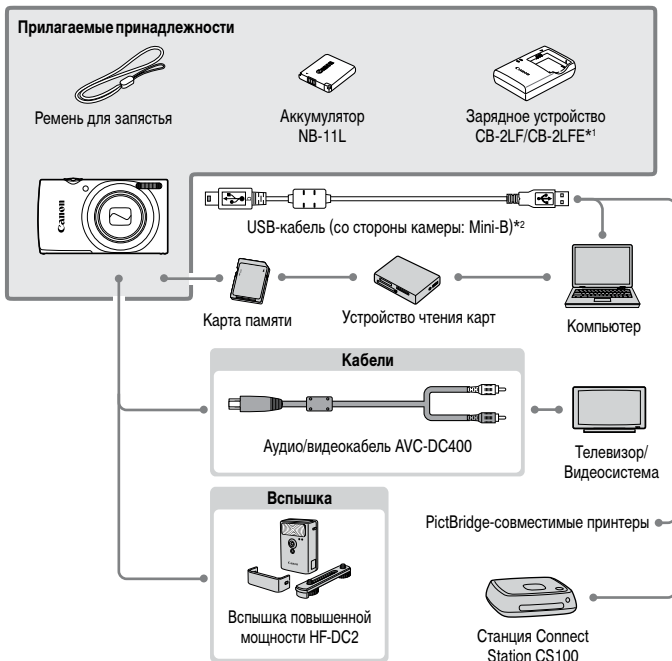 Прилагаемые принадлежности
Ремень для запястья
Аккумулятор
NB-11L
Зарядное устройство
CB-2LF/CB-2LFE*1
Canon
USB-кабель (со стороны камеры: Mini-B)*2
Карта памяти
Устройство чтения карт
Компьютер
Кабели
Аудио/видеокабель AVC-DC400
Телевизор/
Видеосистема
Вспышка
PictBridge-совместимые принтеры
Вспышка повышенной
мощности HF-DC2
Станция Connect
Station CS100